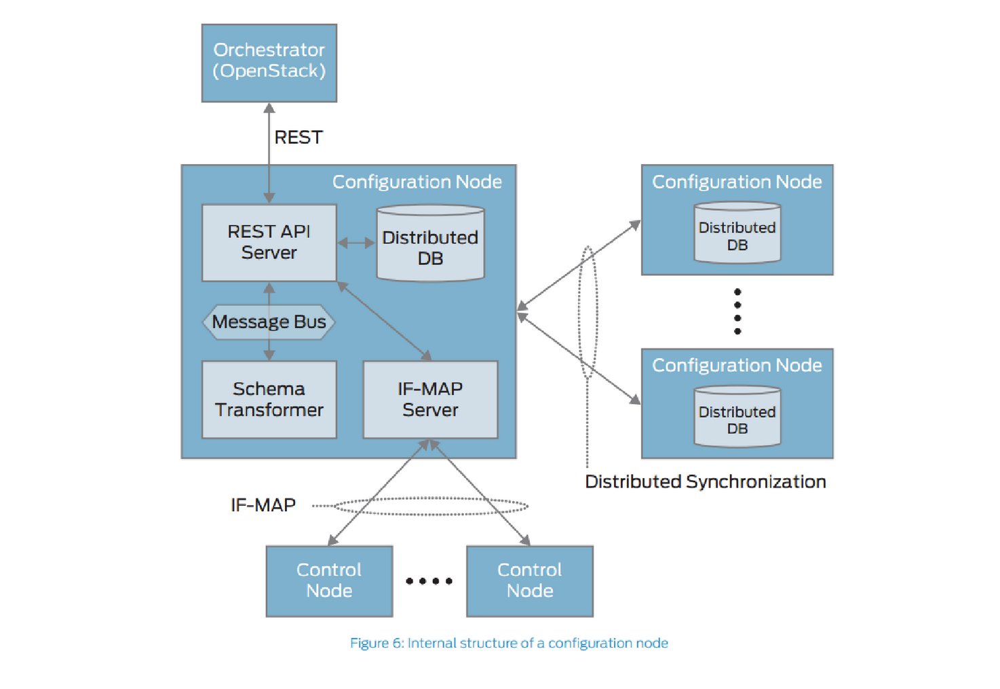 Orchestrator
(OpenStack)
REST
Configuration Node
REST API
Server
Distributed
DB
Message Bus
Schema
Transformer
IF-MAP
Server
Configuration Node
Distributed
DB
Configuration Node
Distributed
DB
Distributed Synchronization
IF-MAP
Control
Node
Control
Node
Figure 6: Internal structure of a configuration node